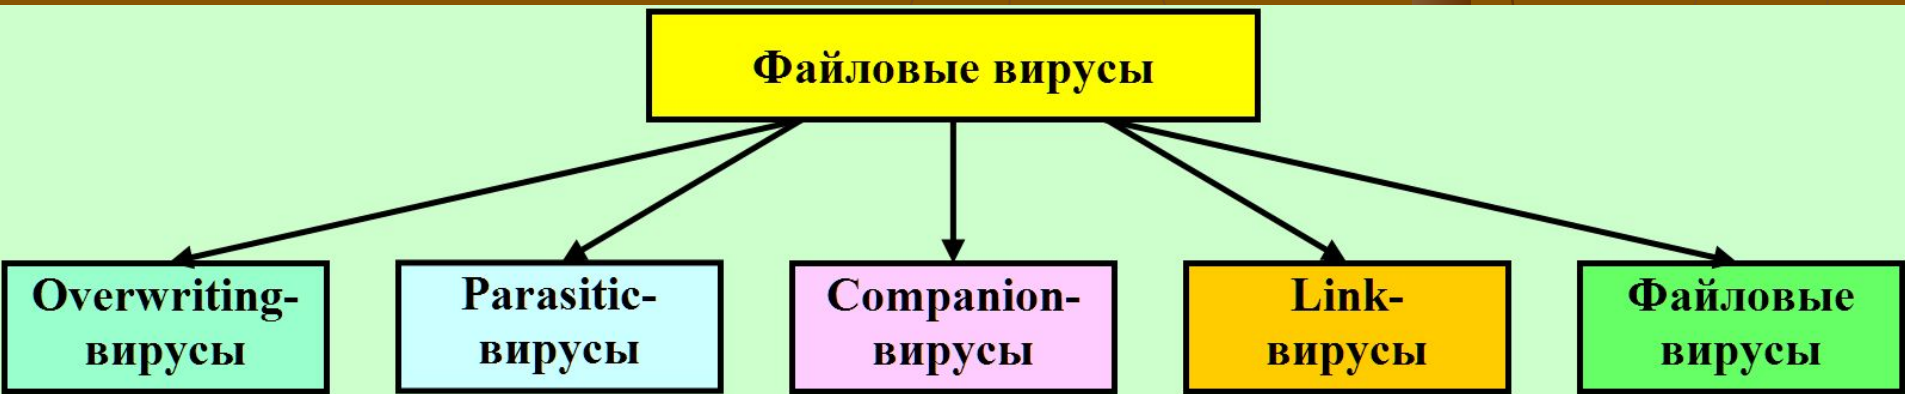 Файловые вирусы
Overwriting-
вирусы
Parasitic-
вирусы
Companion-
вирусы
Link-
вирусы
Файловые
вирусы